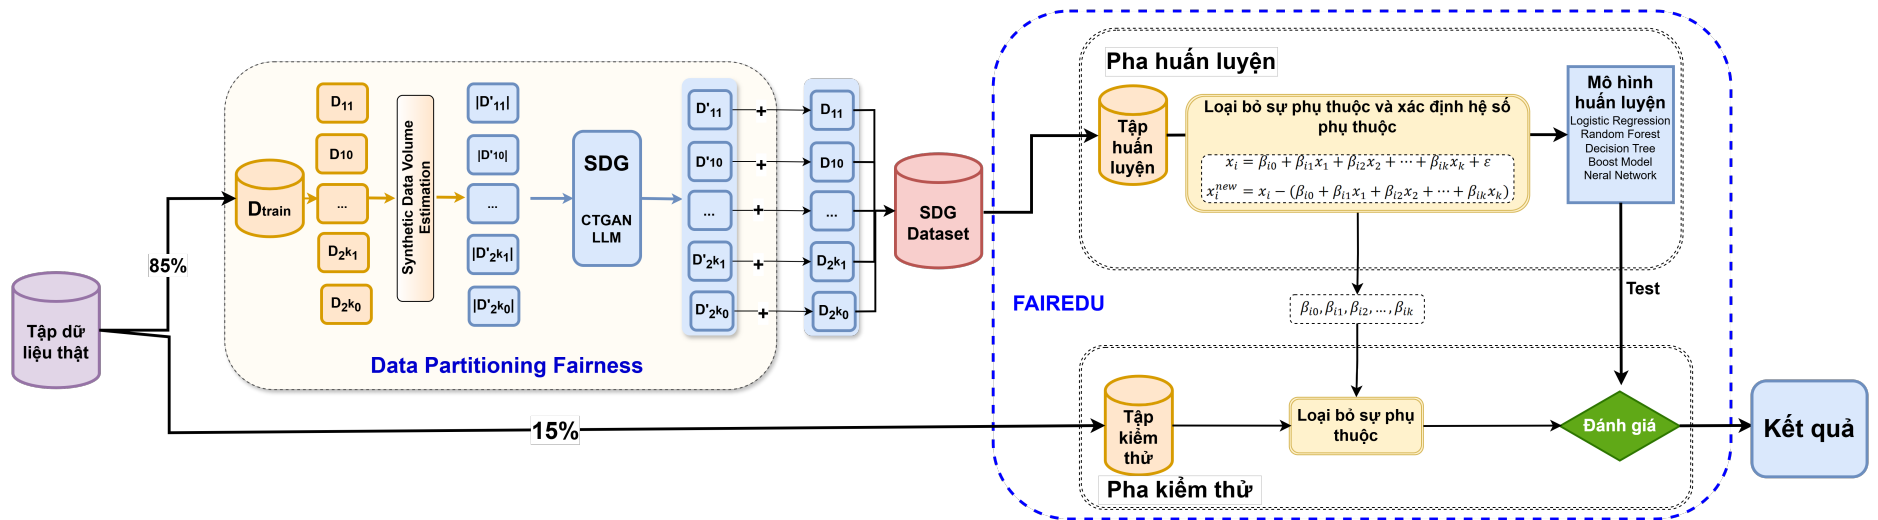 Tập dữ
liệu thật
85%
15%
Dtrain
D11
D10
...
D2k1
D2k0
Synthetic Data Volume
Estimation
|D'11|
|D'10|
...
|D'2k1|
|D'2k0|
SDG
CTGAN
LLM
D'11
D'10
...
D'2k1
D'2k0
+
+
+
+
+
D11
D10
...
D2k1
D2k0
Data Partitioning Fairness
SDG
Dataset
FAIREDU
Pha huấn luyện
Tập
huấn
luyện
Loại bỏ sự phụ thuộc và xác định hệ số
phụ thuộc
xᵢ = βᵢ₀ + βᵢ₁x₁ + βᵢ₂x₂ + ⋯ + βᵢₖxₖ + ε
xᵢⁿᵉʷ = xᵢ − (βᵢ₀ + βᵢ₁x₁ + βᵢ₂x₂ + ⋯ + βᵢₖxₖ)
Mô hình
huấn luyện
Logistic Regression
Random Forest
Decision Tree
Boost Model
Neral Network
βᵢ₀, βᵢ₁, βᵢ₂, …, βᵢₖ
Test
Tập
kiểm
thử
Loại bỏ sự phụ
thuộc
Đánh giá
Pha kiểm thử
Kết quả